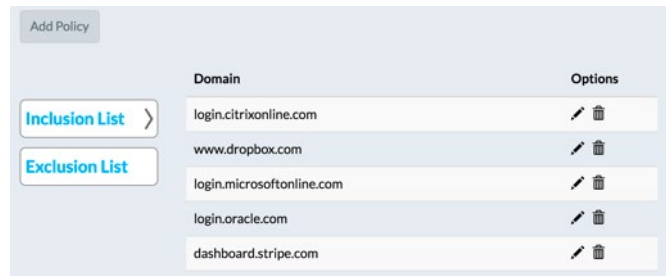 Add Policy
Domain Options
Inclusion List
login.citrixonline.com
www.dropbox.com
Exclusion List
login.microsoftonline.com
login.oracle.com
dashboard.stripe.com